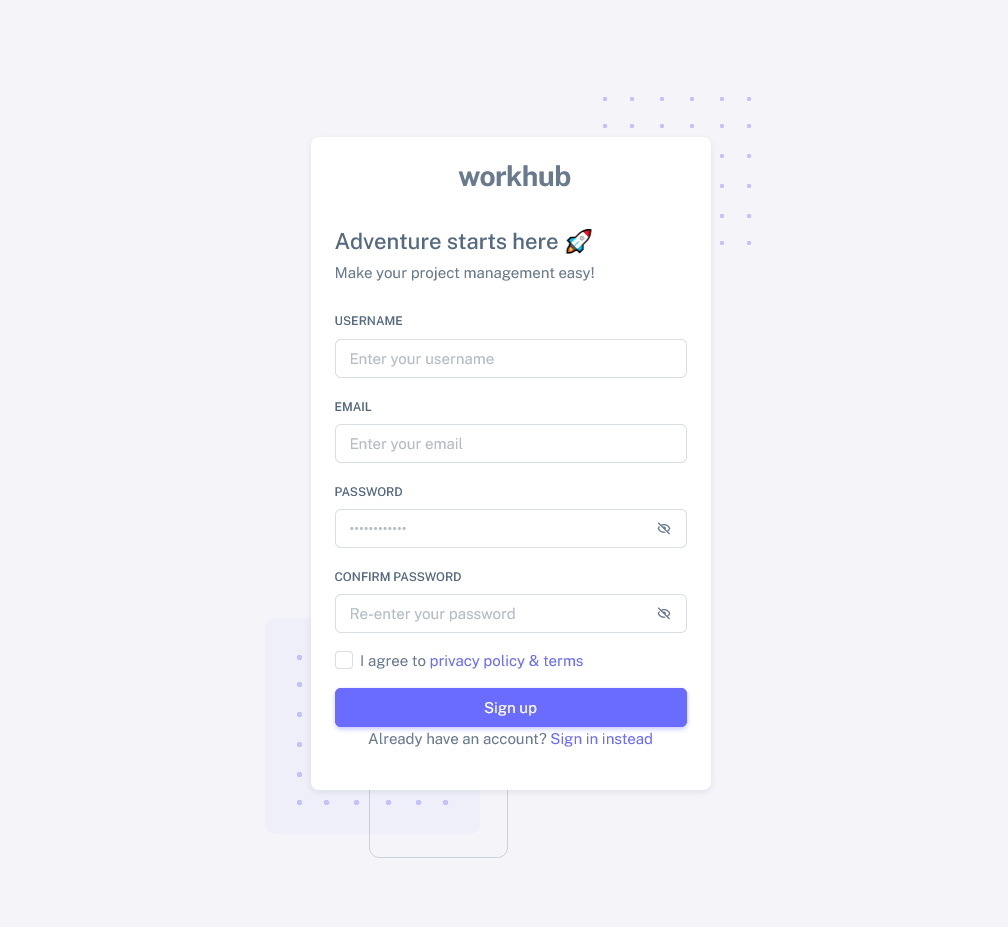 workhub
Adventure starts here 🚀
Make your project management easy!
USERNAME
Enter your username
EMAIL
Enter your email
PASSWORD
············
CONFIRM PASSWORD
Re-enter your password
I agree to privacy policy & terms
Sign up
Already have an account? Sign in instead